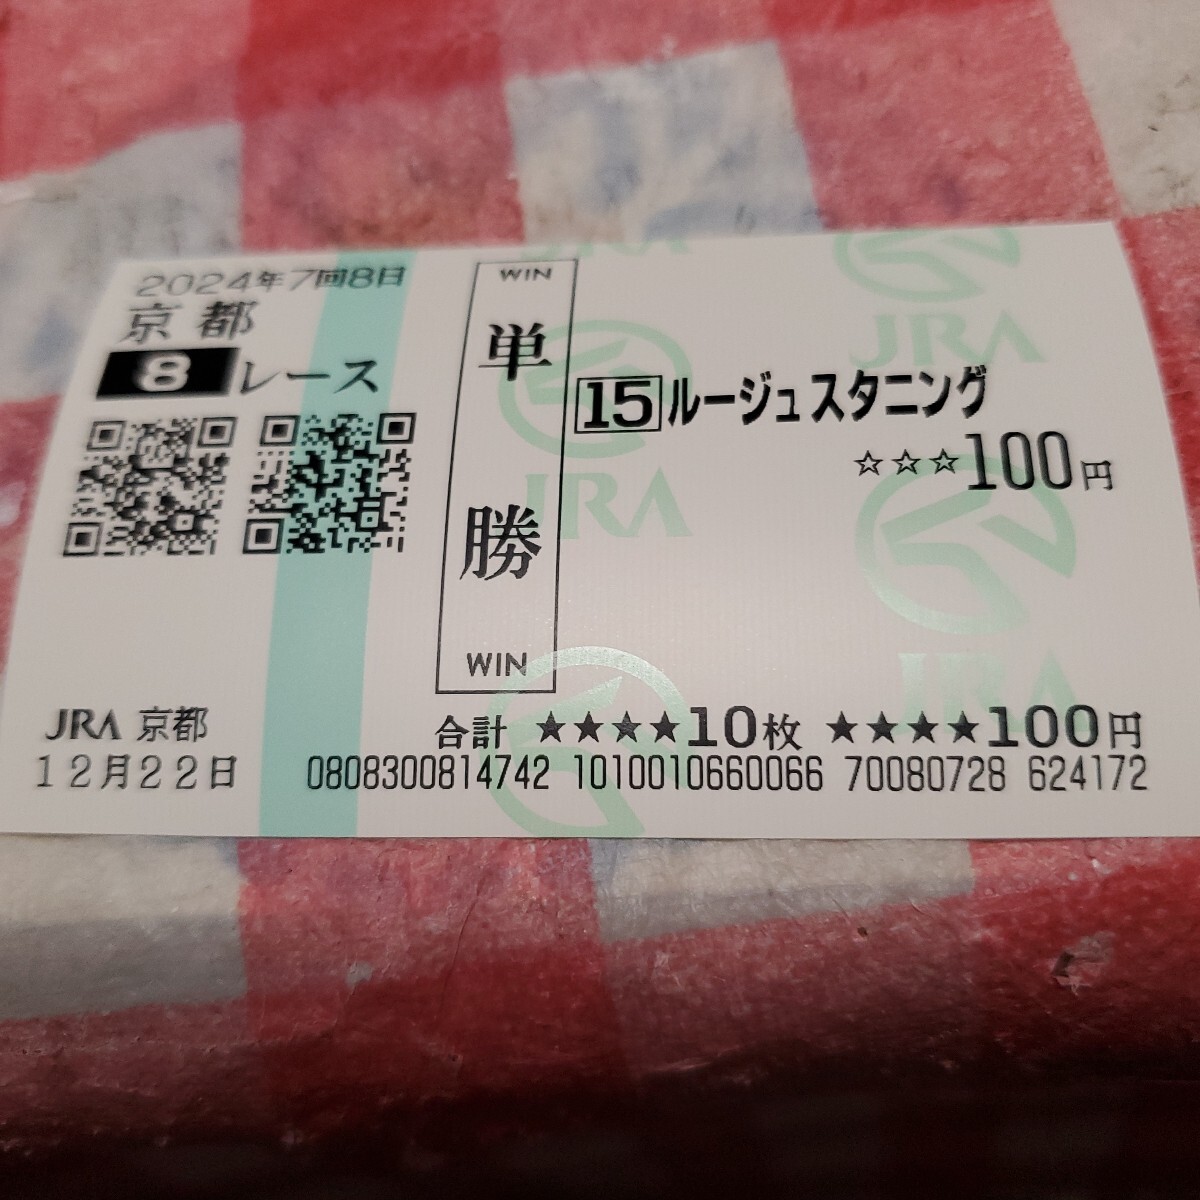 2024年7回8日
京都
8レース
WIN
単勝
WIN
15ルージュスタニング
☆☆☆100円
JRA 京都
12月22日
合計 ★★★★10枚 ★★★★100円
0808300814742 1010010660066 70080728 624172
JRA
JRA
JRA
JRA